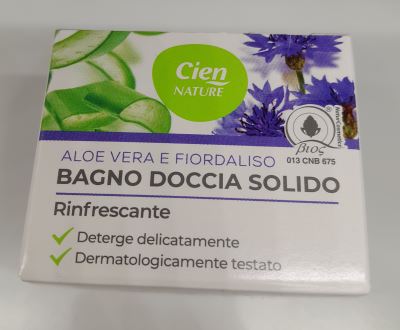 Cien
NATURE
βιος
013 CNB 675
ALOE VERA E FIORDALISO
BAGNO DOCCIA SOLIDO
Rinfrescante
Deterge delicatamente
Dermatologicamente testato